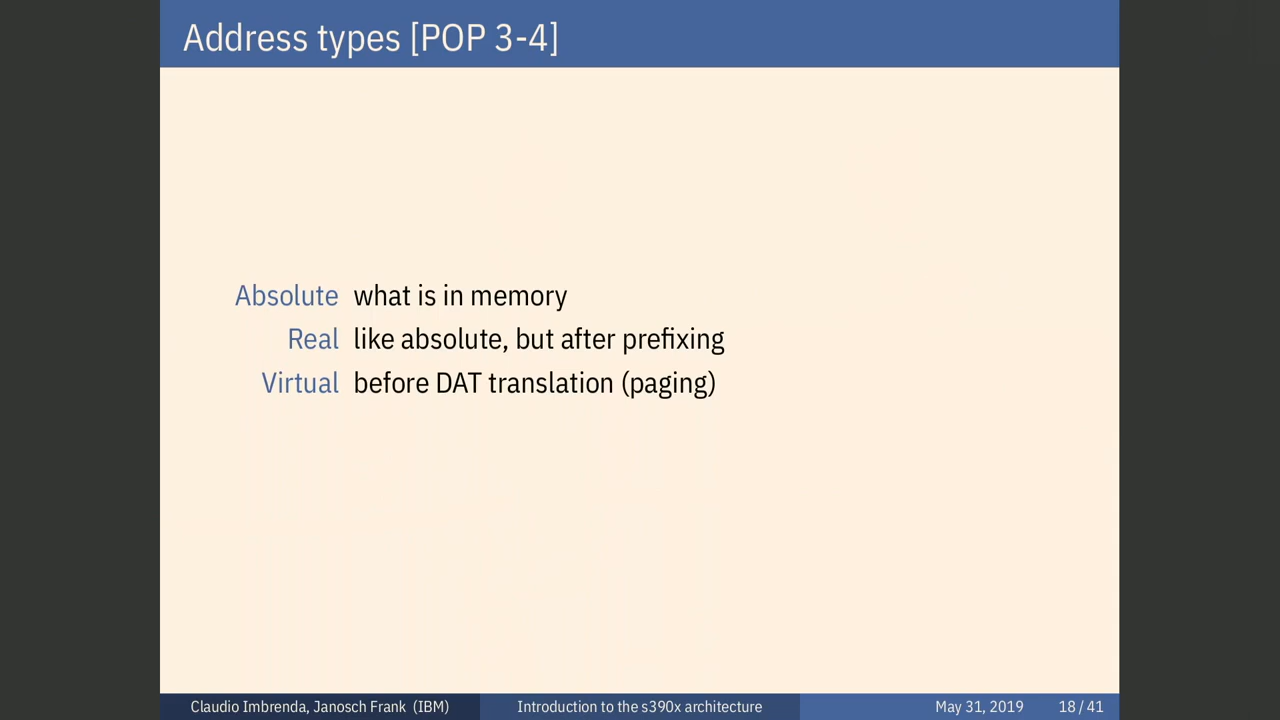 Address types [POP 3-4]
Absolute what is in memory
Real like absolute, but after prefixing
Virtual before DAT translation (paging)
Claudio Imbrenda, Janosch Frank (IBM) Introduction to the s390x architecture May 31, 2019 18 / 41